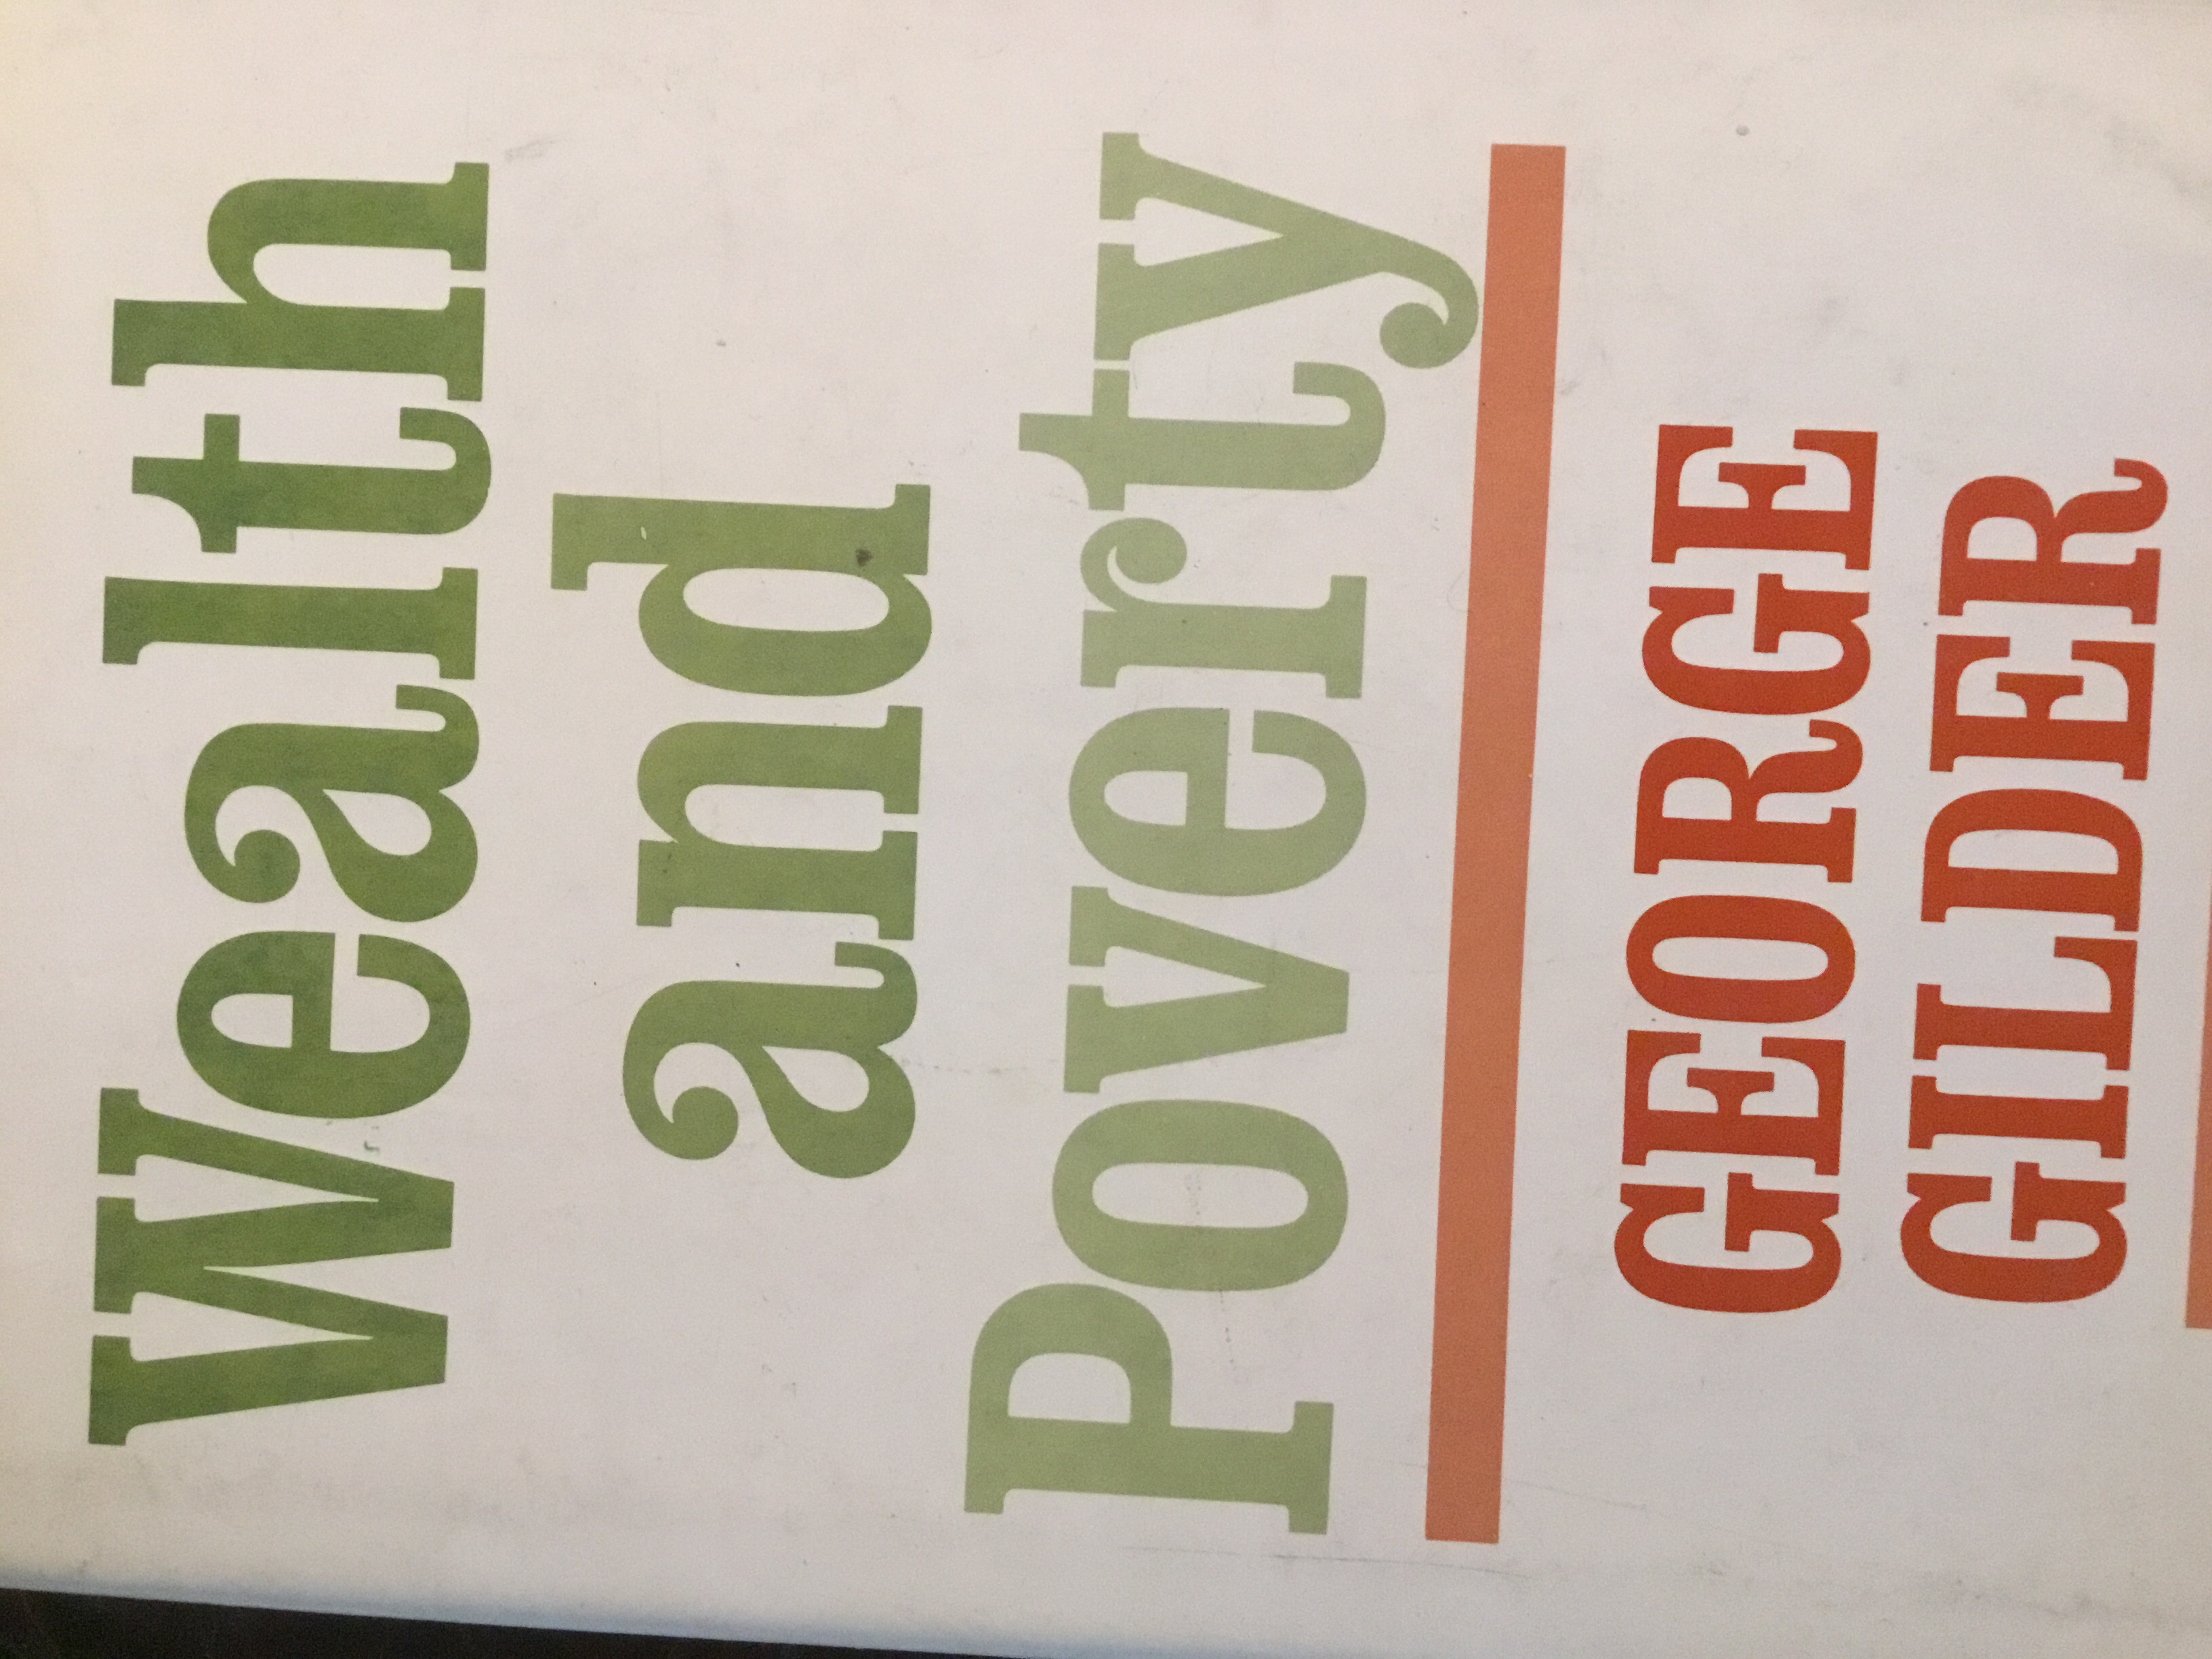 Wealth
and
Poverty
GEORGE
GILDER